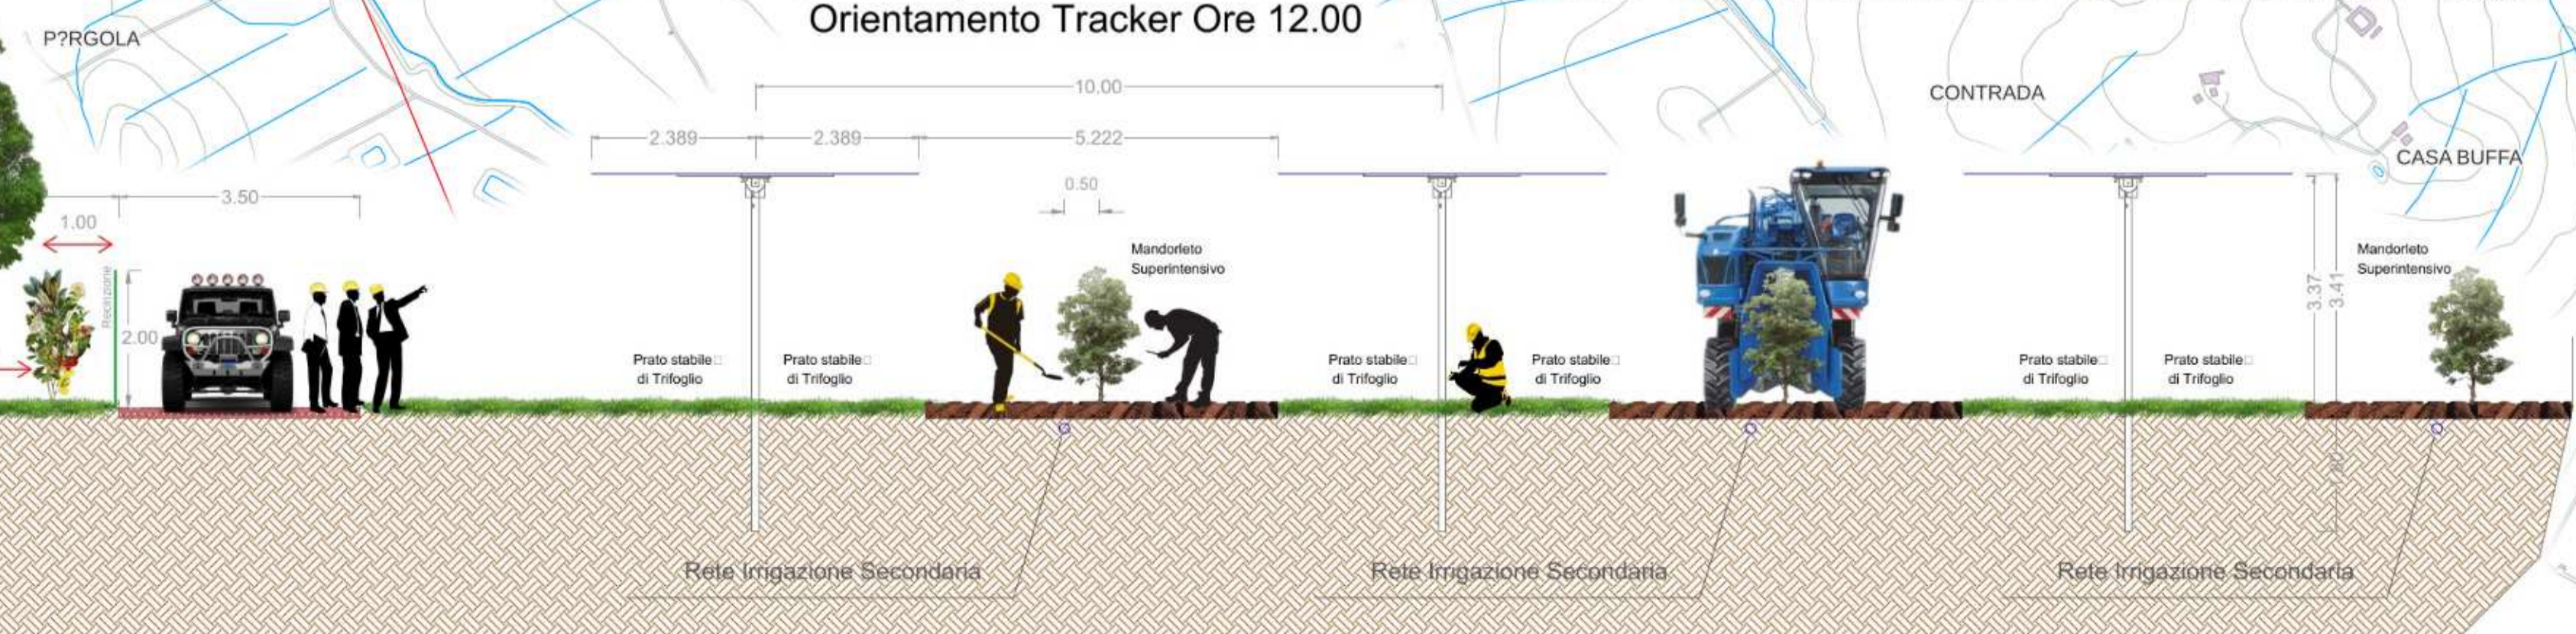 Orientamento Tracker Ore 12.00
P?RGOLA
10.00
CONTRADA
2.389
2.389
5.222
CASA BUFFA
3.50
0.50
1.00
Recinzione
2.00
Mandorleto
Superintensivo
Mandorleto
Superintensivo
3.37
3.41
Prato stabile□
di Trifoglio
Prato stabile□
di Trifoglio
Prato stabile□
di Trifoglio
Prato stabile□
di Trifoglio
Prato stabile□
di Trifoglio
Prato stabile□
di Trifoglio
Rete Irrigazione Secondaria
Rete Irrigazione Secondaria
Rete Irrigazione Secondaria